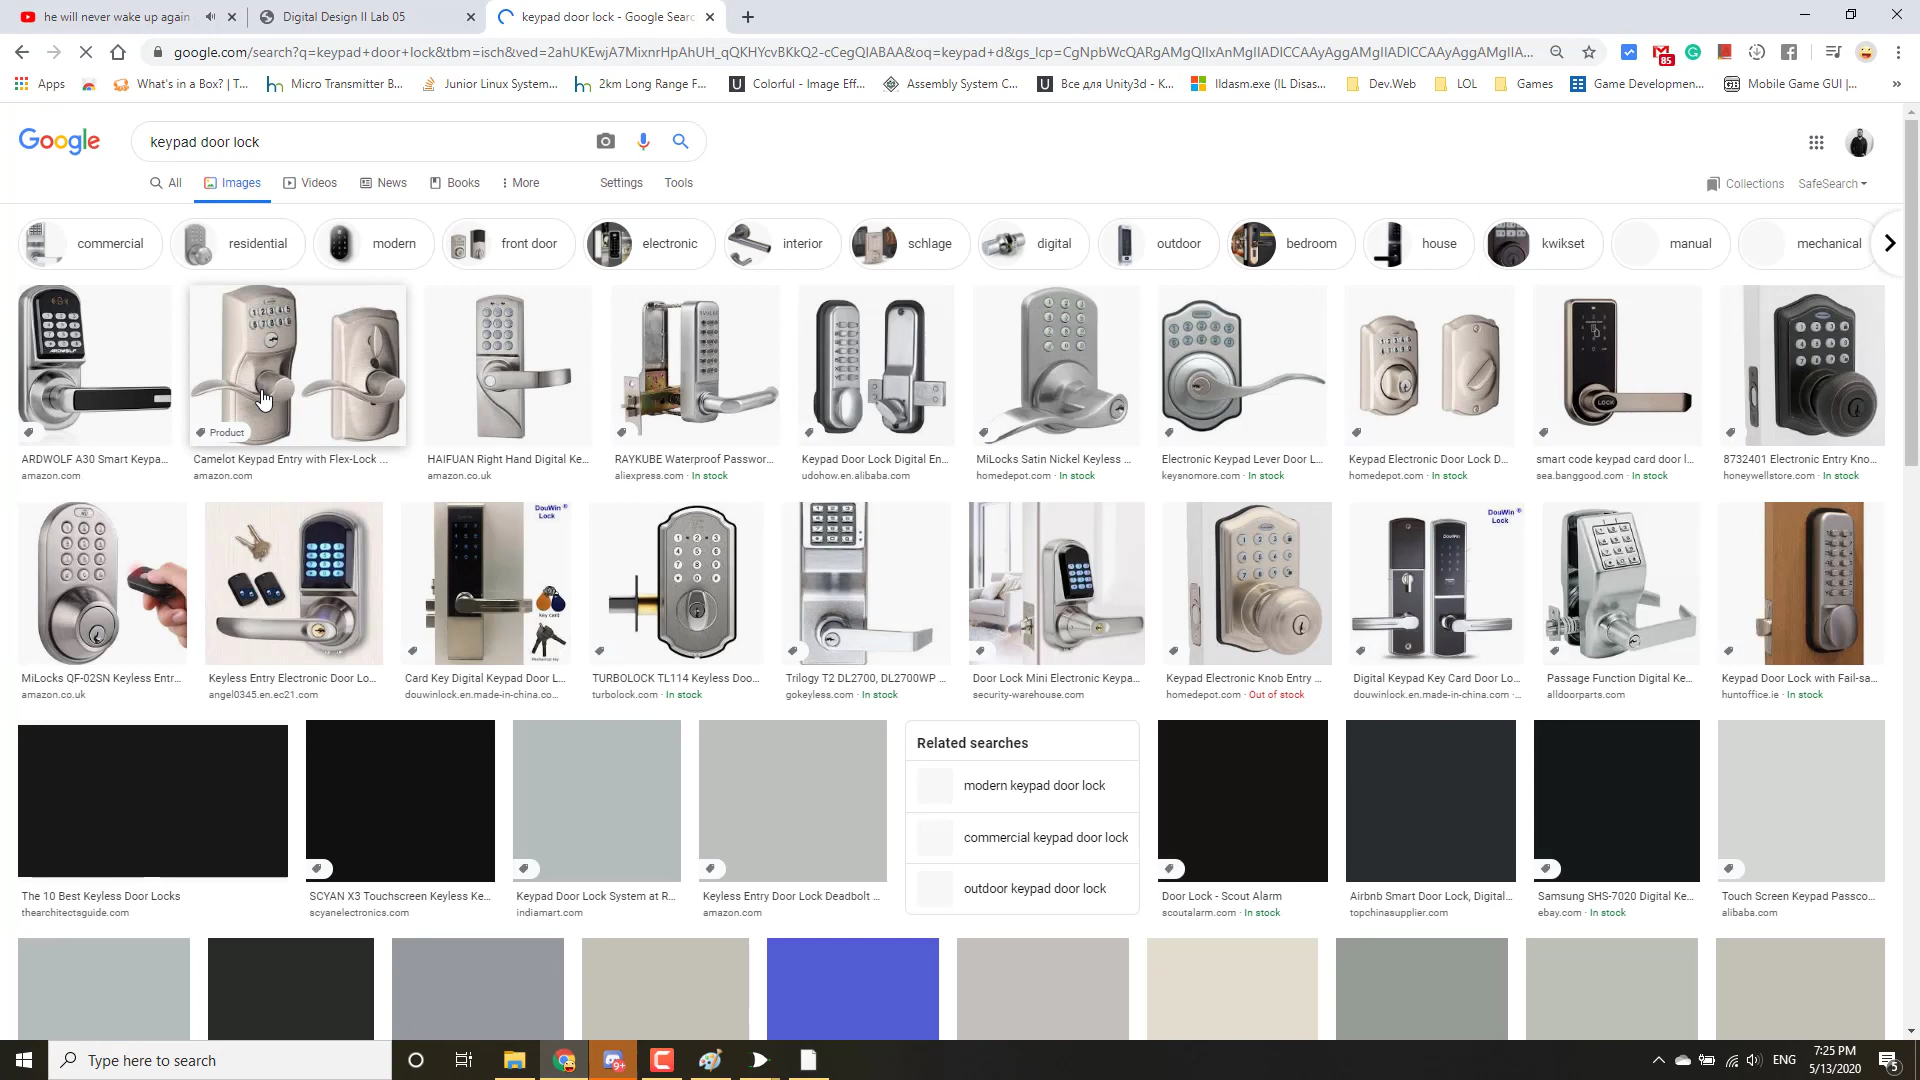 he will never wake up again
Digital Design II Lab 05
keypad door lock - Google Searc
google.com/search?q=keypad+door+lock&tbm=isch&ved=2ahUKEwjA7MixnrHpAhUH_qQKHYcvBKkQ2-cCegQIABAA&oq=keypad+d&gs_lcp=CgNpbWcQARgAMgQIIxAnMgIIADICCAAyAggAMgIIADICCAAyAggAMgIIA...
85
Apps
What's in a Box? | T...
Micro Transmitter B...
Junior Linux System...
2km Long Range F...
Colorful - Image Eff...
Assembly System C...
Все для Unity3d - K...
Ildasm.exe (IL Disas...
Dev.Web
LOL
Games
Game Developmen...
Mobile Game GUI |...
Google
keypad door lock
All
Images
Videos
News
Books
More
Settings
Tools
Collections
SafeSearch
commercial
residential
modern
front door
electronic
interior
schlage
digital
outdoor
bedroom
house
kwikset
manual
mechanical
ARDWOLF
LOCK
Product
ARDWOLF A30 Smart Keypa...
amazon.com
Camelot Keypad Entry with Flex-Lock ...
amazon.com
HAIFUAN Right Hand Digital Ke...
amazon.co.uk
RAYKUBE Waterproof Passwor...
aliexpress.com · In stock
Keypad Door Lock Digital En...
udohow.en.alibaba.com
MiLocks Satin Nickel Keyless ...
homedepot.com · In stock
Electronic Keypad Lever Door L...
keysnomore.com · In stock
Keypad Electronic Door Lock D...
homedepot.com · In stock
smart code keypad card door l...
sea.banggood.com · In stock
8732401 Electronic Entry Kno...
honeywellstore.com · In stock
DouWin
Lock
key card
Mechanical key
DouWin
Lock
MiLocks QF-02SN Keyless Entr...
amazon.co.uk
Keyless Entry Electronic Door Lo...
angel0345.en.ec21.com
Card Key Digital Keypad Door L...
douwinlock.en.made-in-china.co...
TURBOLOCK TL114 Keyless Doo...
turbolock.com · In stock
Trilogy T2 DL2700, DL2700WP ...
gokeyless.com · In stock
Door Lock Mini Electronic Keypa...
security-warehouse.com
Keypad Electronic Knob Entry ...
homedepot.com · Out of stock
Digital Keypad Key Card Door Lo...
douwinlock.en.made-in-china.com ·...
Passage Function Digital Ke...
alldoorparts.com
Keypad Door Lock with Fail-sa...
huntoffice.ie · In stock
Related searches
modern keypad door lock
commercial keypad door lock
outdoor keypad door lock
The 10 Best Keyless Door Locks
thearchitectsguide.com
SCYAN X3 Touchscreen Keyless Ke...
scyanelectronics.com
Keypad Door Lock System at R...
indiamart.com
Keyless Entry Door Lock Deadbolt ...
amazon.com
Door Lock - Scout Alarm
scoutalarm.com · In stock
Airbnb Smart Door Lock, Digital...
topchinasupplier.com
Samsung SHS-7020 Digital Ke...
ebay.com · In stock
Touch Screen Keypad Passco...
alibaba.com
Type here to search
9+
ENG
7:25 PM
5/13/2020
5